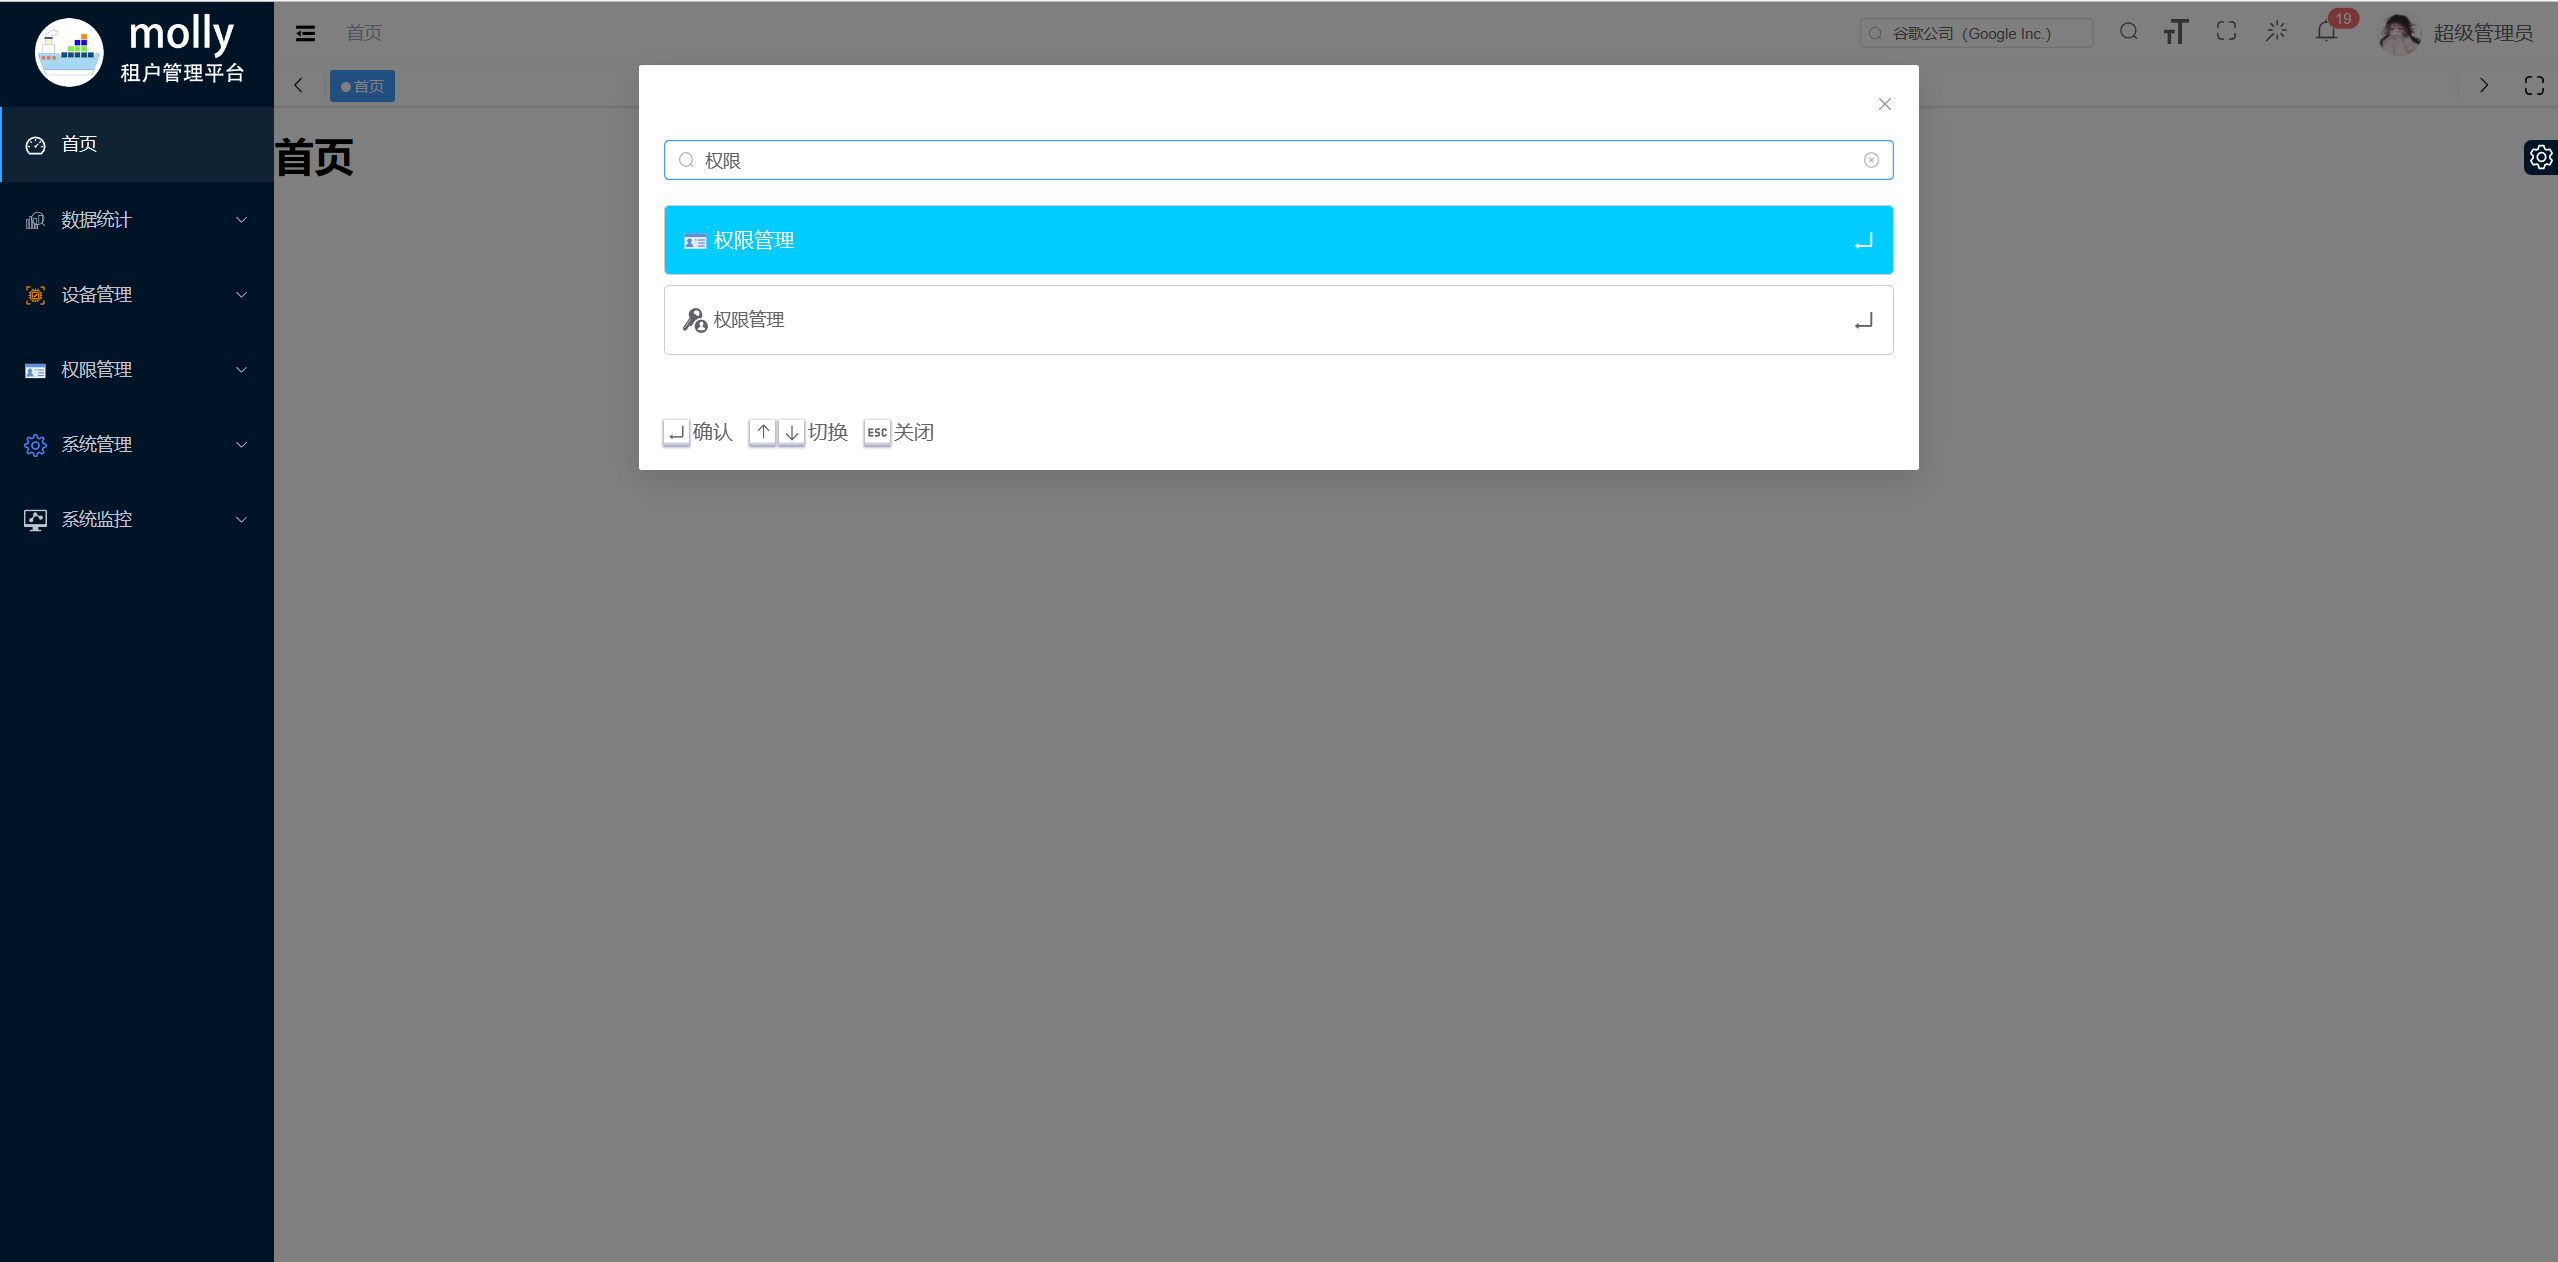 molly
租户管理平台
首页
数据统计
设备管理
权限管理
系统管理
系统监控
首页
谷歌公司 (Google Inc.)
19
超级管理员
首页
首页
权限
权限管理
权限管理
确认 切换 ESC 关闭